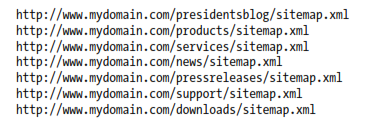 http://www.mydomain.com/presidentsblog/sitemap.xml
http://www.mydomain.com/products/sitemap.xml
http://www.mydomain.com/services/sitemap.xml
http://www.mydomain.com/news/sitemap.xml
http://www.mydomain.com/pressreleases/sitemap.xml
http://www.mydomain.com/support/sitemap.xml
http://www.mydomain.com/downloads/sitemap.xml